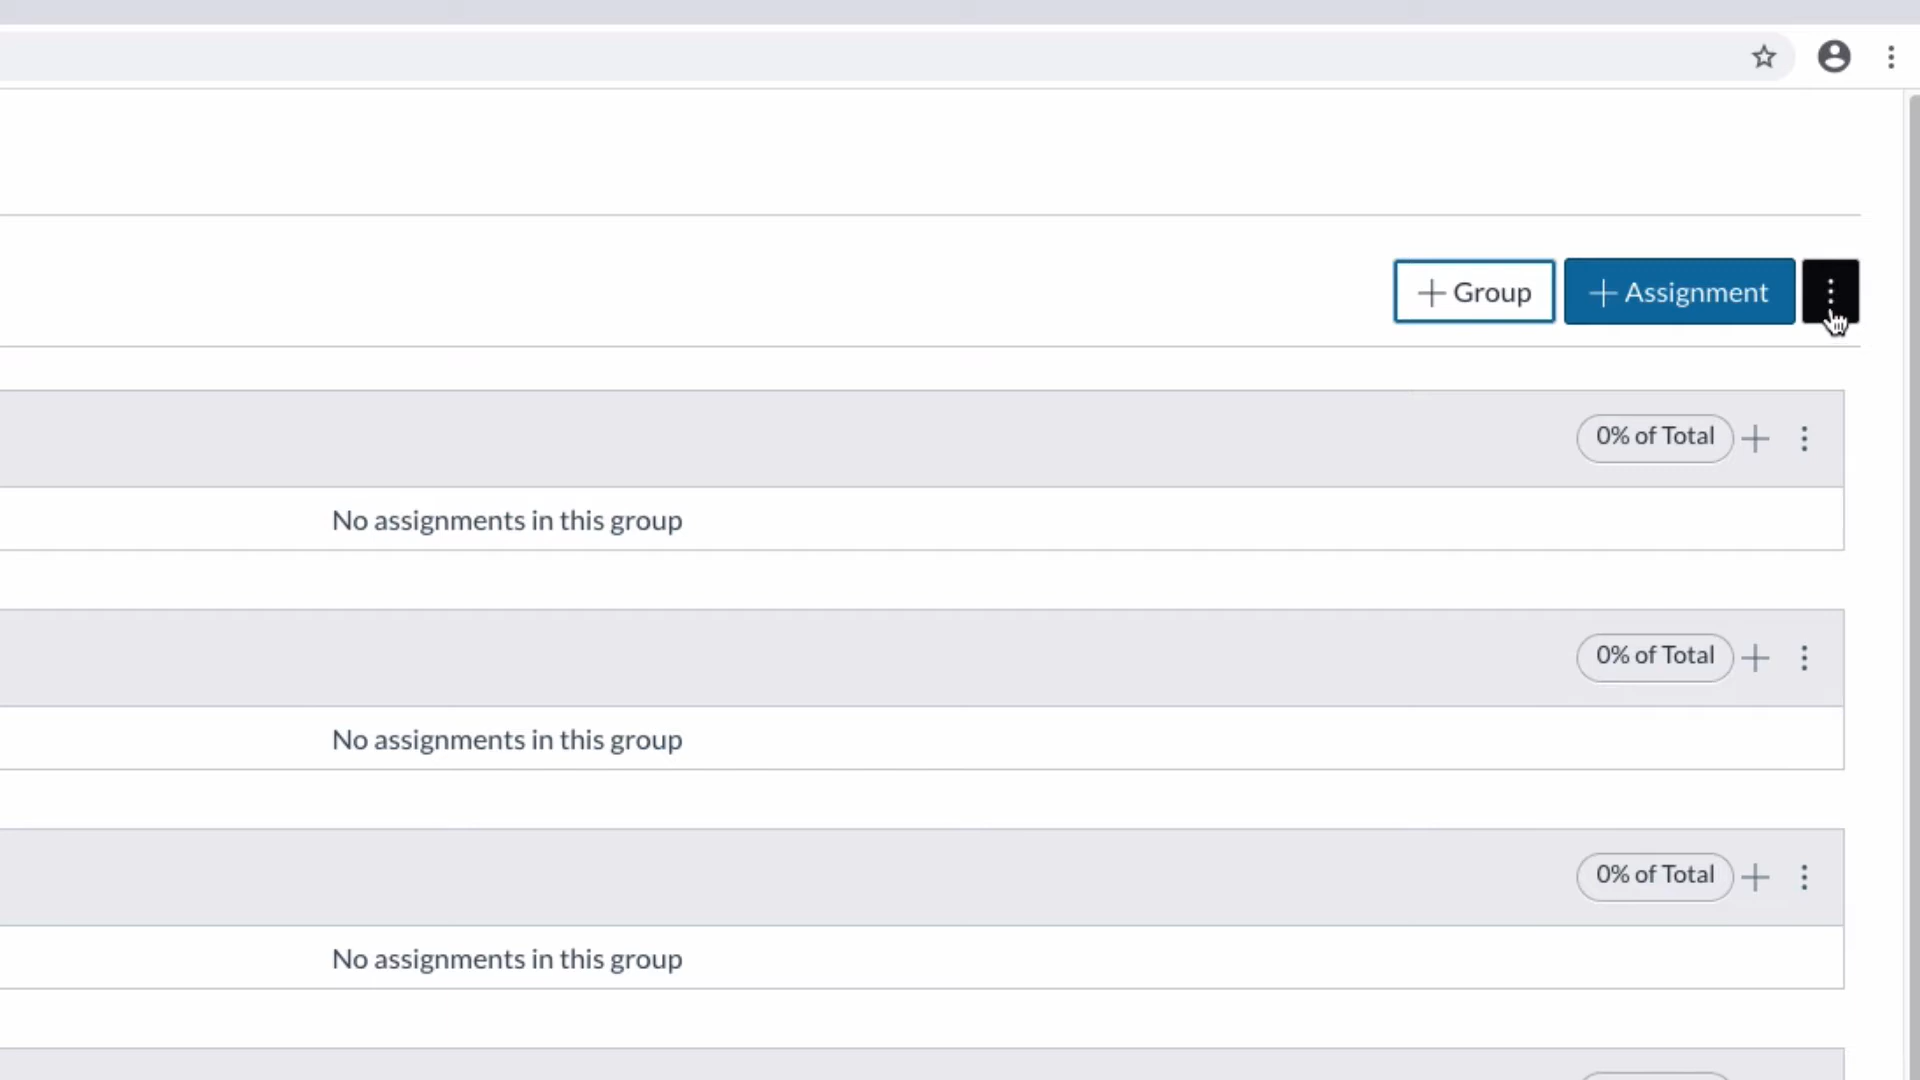 Group
Assignment
0% of Total
No assignments in this group
0% of Total
No assignments in this group
0% of Total
No assignments in this group